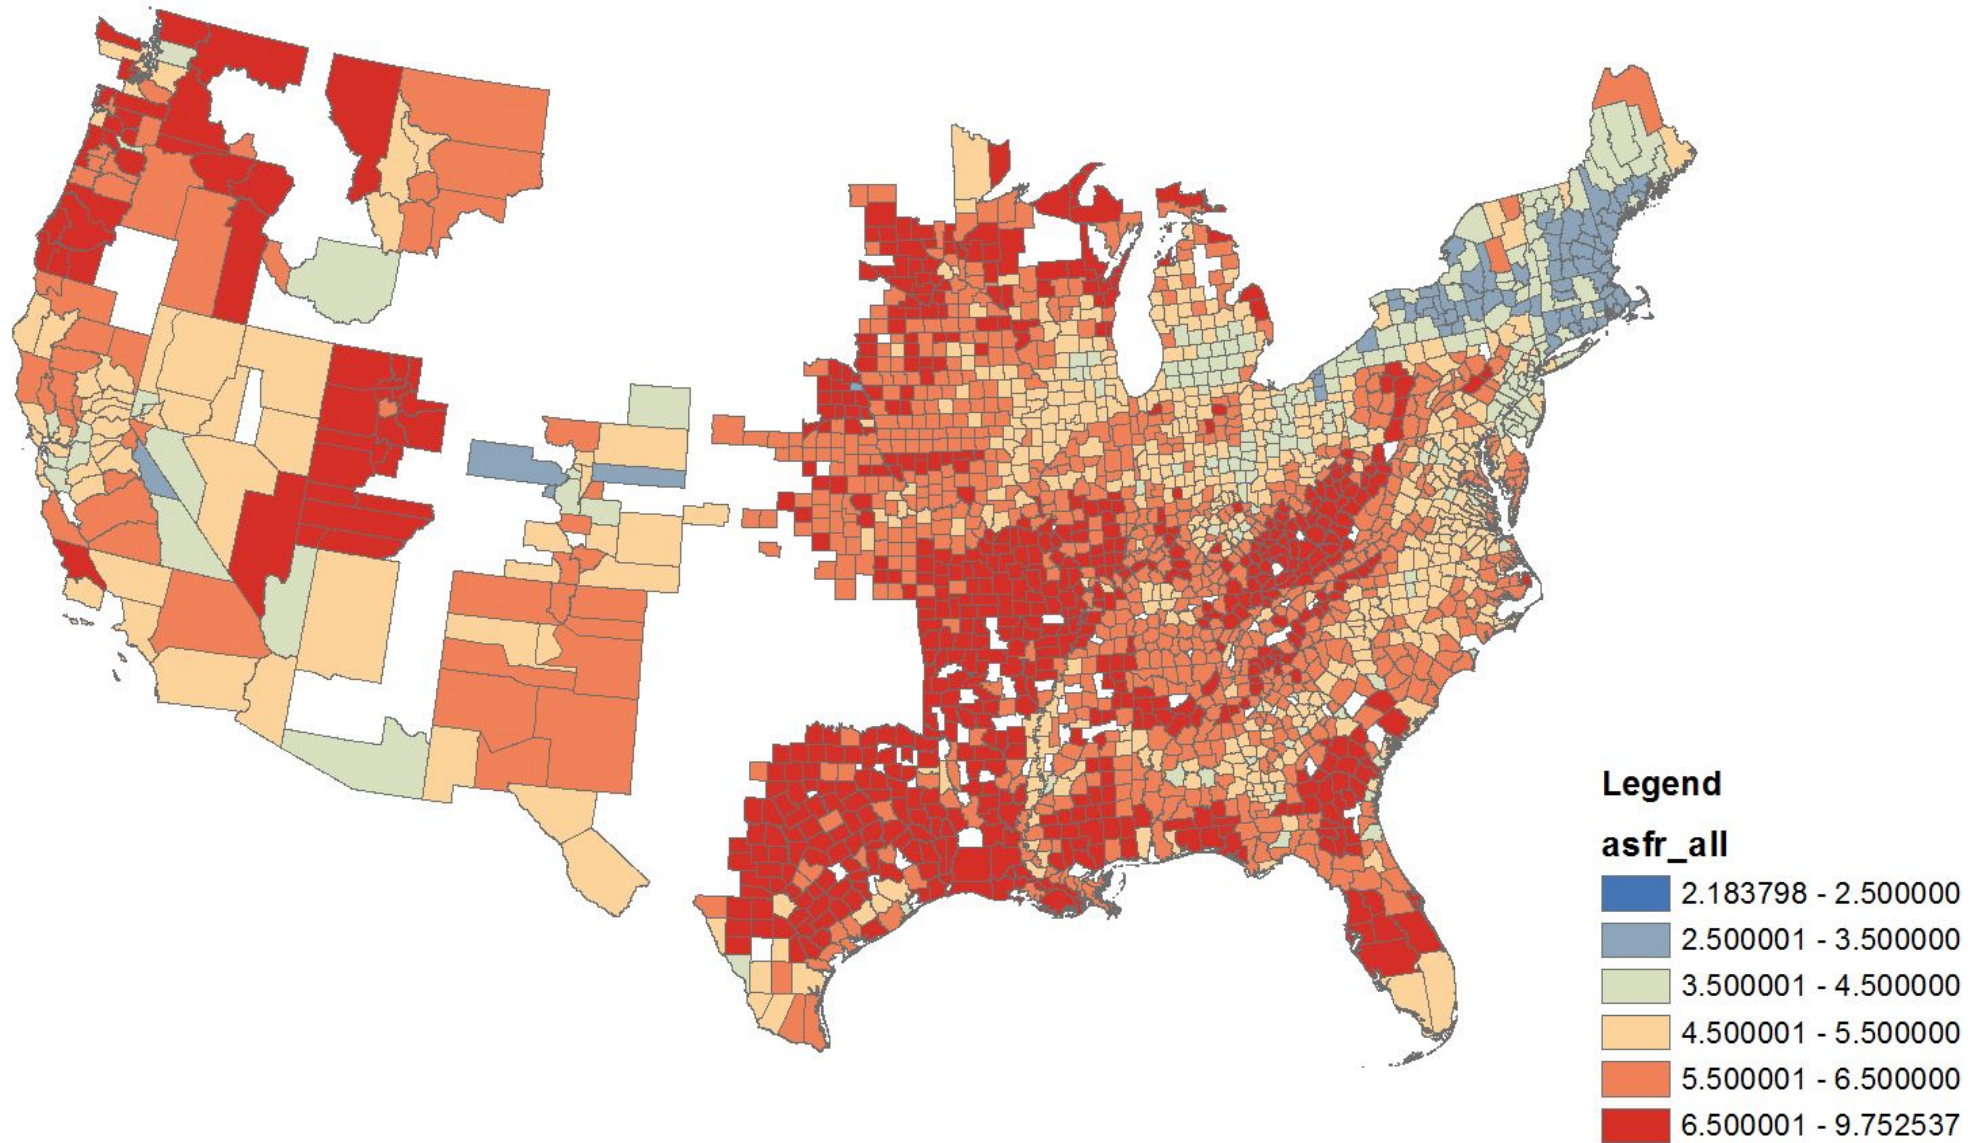 Legend
asfr_all
2.183798 - 2.500000
2.500001 - 3.500000
3.500001 - 4.500000
4.500001 - 5.500000
5.500001 - 6.500000
6.500001 - 9.752537